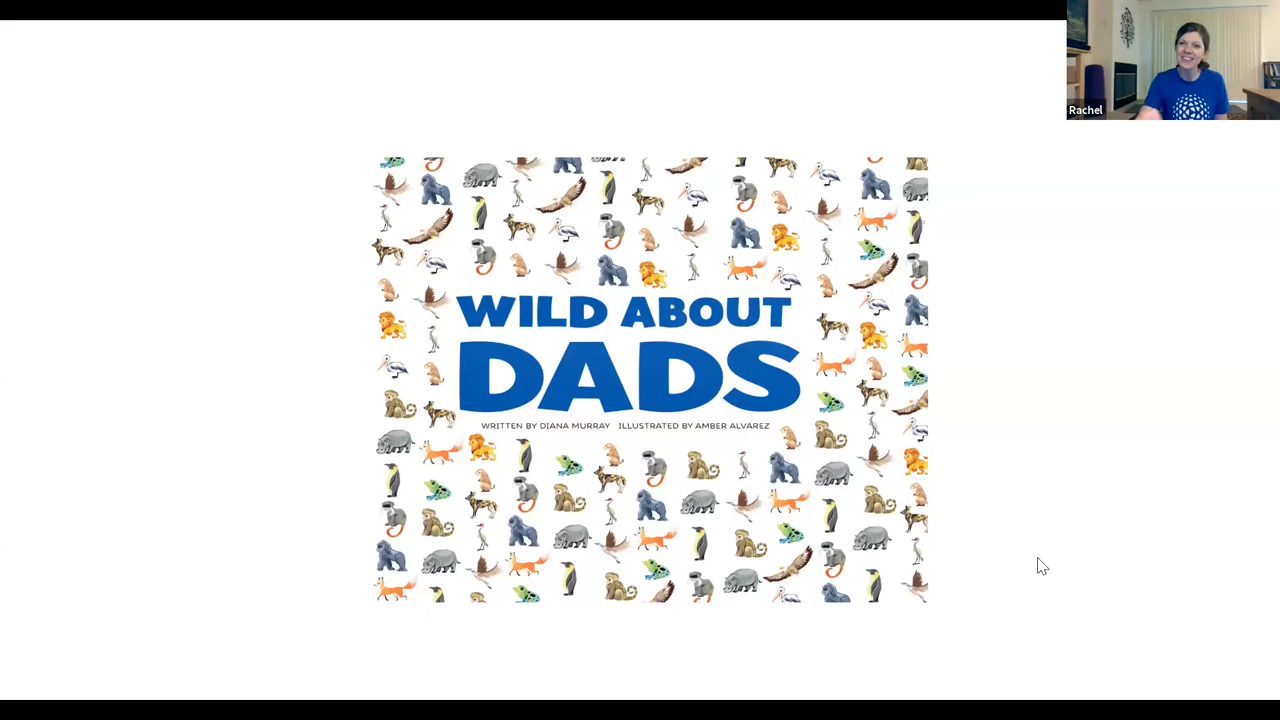 Rachel
WILD ABOUT
DADS
WRITTEN BY DIANA MURRAY ILLUSTRATED BY AMBER ALVAREZ